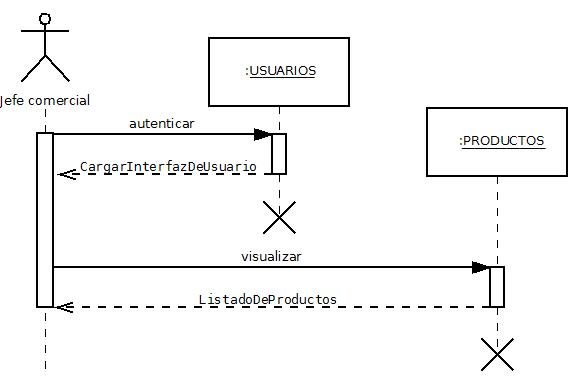 :USUARIOS
Jefe comercial
autenticar
:PRODUCTOS
CargarInterfazDeUsuario
visualizar
ListadoDeProductos